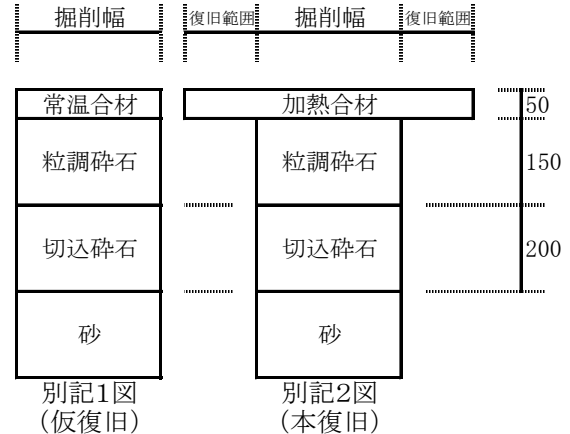 掘削幅
復旧範囲 掘削幅 復旧範囲
常温合材
加熱合材
50
粒調砕石
粒調砕石
150
切込砕石
切込砕石
200
砂
砂
別記1図
(仮復旧)
別記2図
(本復旧)